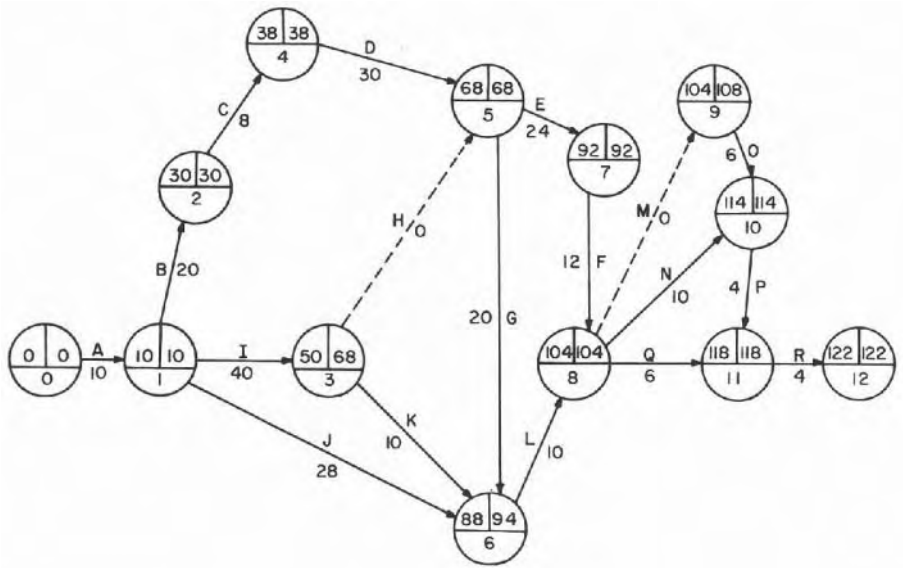 38 38
4
D
30
68 68
5
E
24
104 108
9
C
8
92 92
7
6 O
30 30
2
H
0
M 0
114 114
10
B 20
12 F
N
10
4 P
20 G
0 0
0
A
10
10 10
1
I
40
50 68
3
104 104
8
Q
6
118 118
11
R
4
122 122
12
J
28
K
10
L
10
88 94
6